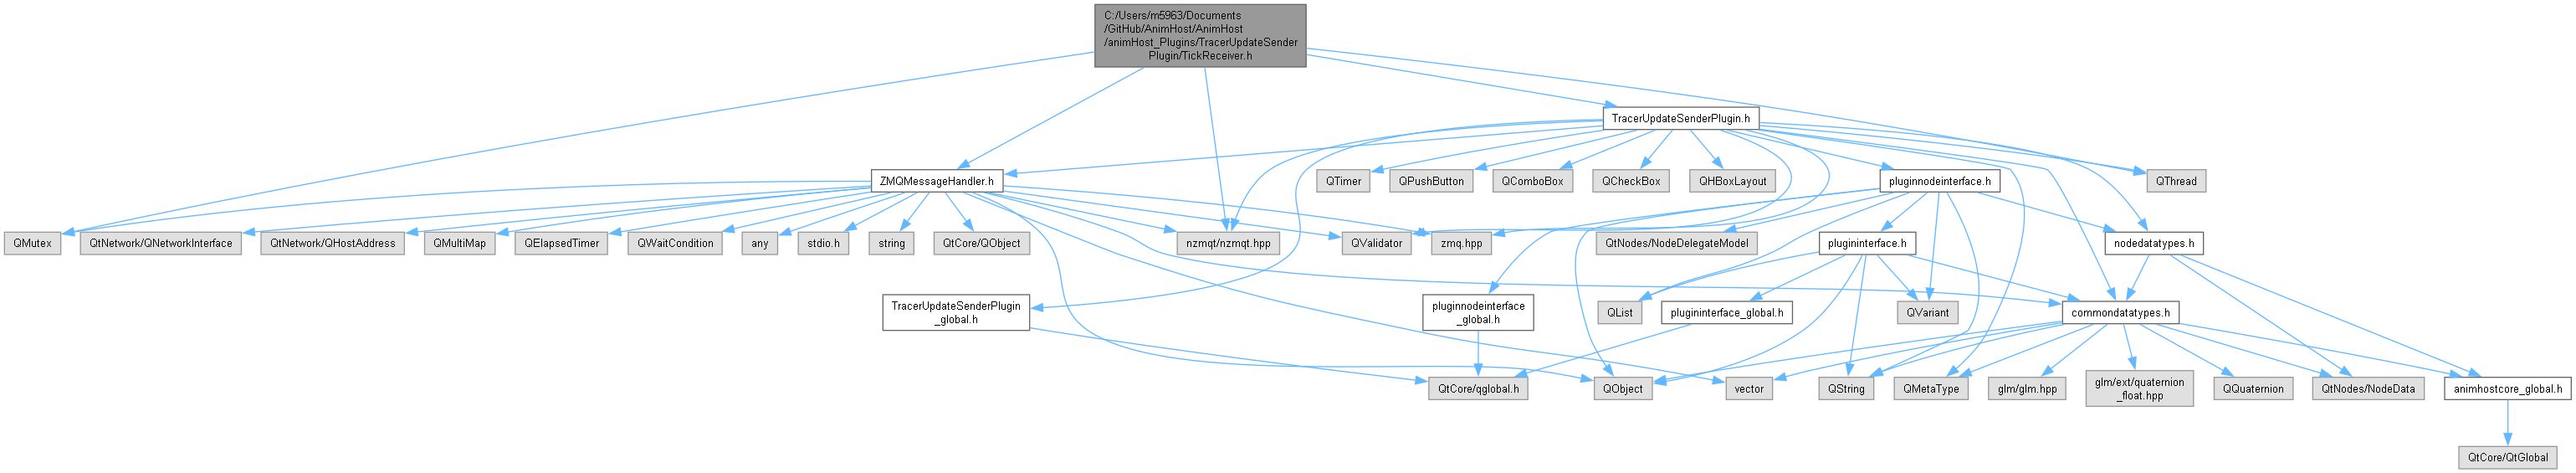 C:/Users/m5963/Documents
/GitHub/AnimHost/AnimHost
/animHost_Plugins/TracerUpdateSender
Plugin/TickReceiver.h
TracerUpdateSenderPlugin.h
ZMQMessageHandler.h
QTimer
QPushButton
QComboBox
QCheckBox
QHBoxLayout
pluginnodeinterface.h
QThread
QMutex
QtNetwork/QNetworkInterface
QtNetwork/QHostAddress
QMultiMap
QElapsedTimer
QWaitCondition
any
stdio.h
string
QtCore/QObject
nzmqt/nzmqt.hpp
QValidator
zmq.hpp
QtNodes/NodeDelegateModel
plugininterface.h
nodedatatypes.h
TracerUpdateSenderPlugin
_global.h
pluginnodeinterface
_global.h
QList
plugininterface_global.h
QVariant
commondatatypes.h
QtCore/qglobal.h
QObject
vector
QString
QMetaType
glm/glm.hpp
glm/ext/quaternion
_float.hpp
QQuaternion
QtNodes/NodeData
animhostcore_global.h
QtCore/QtGlobal